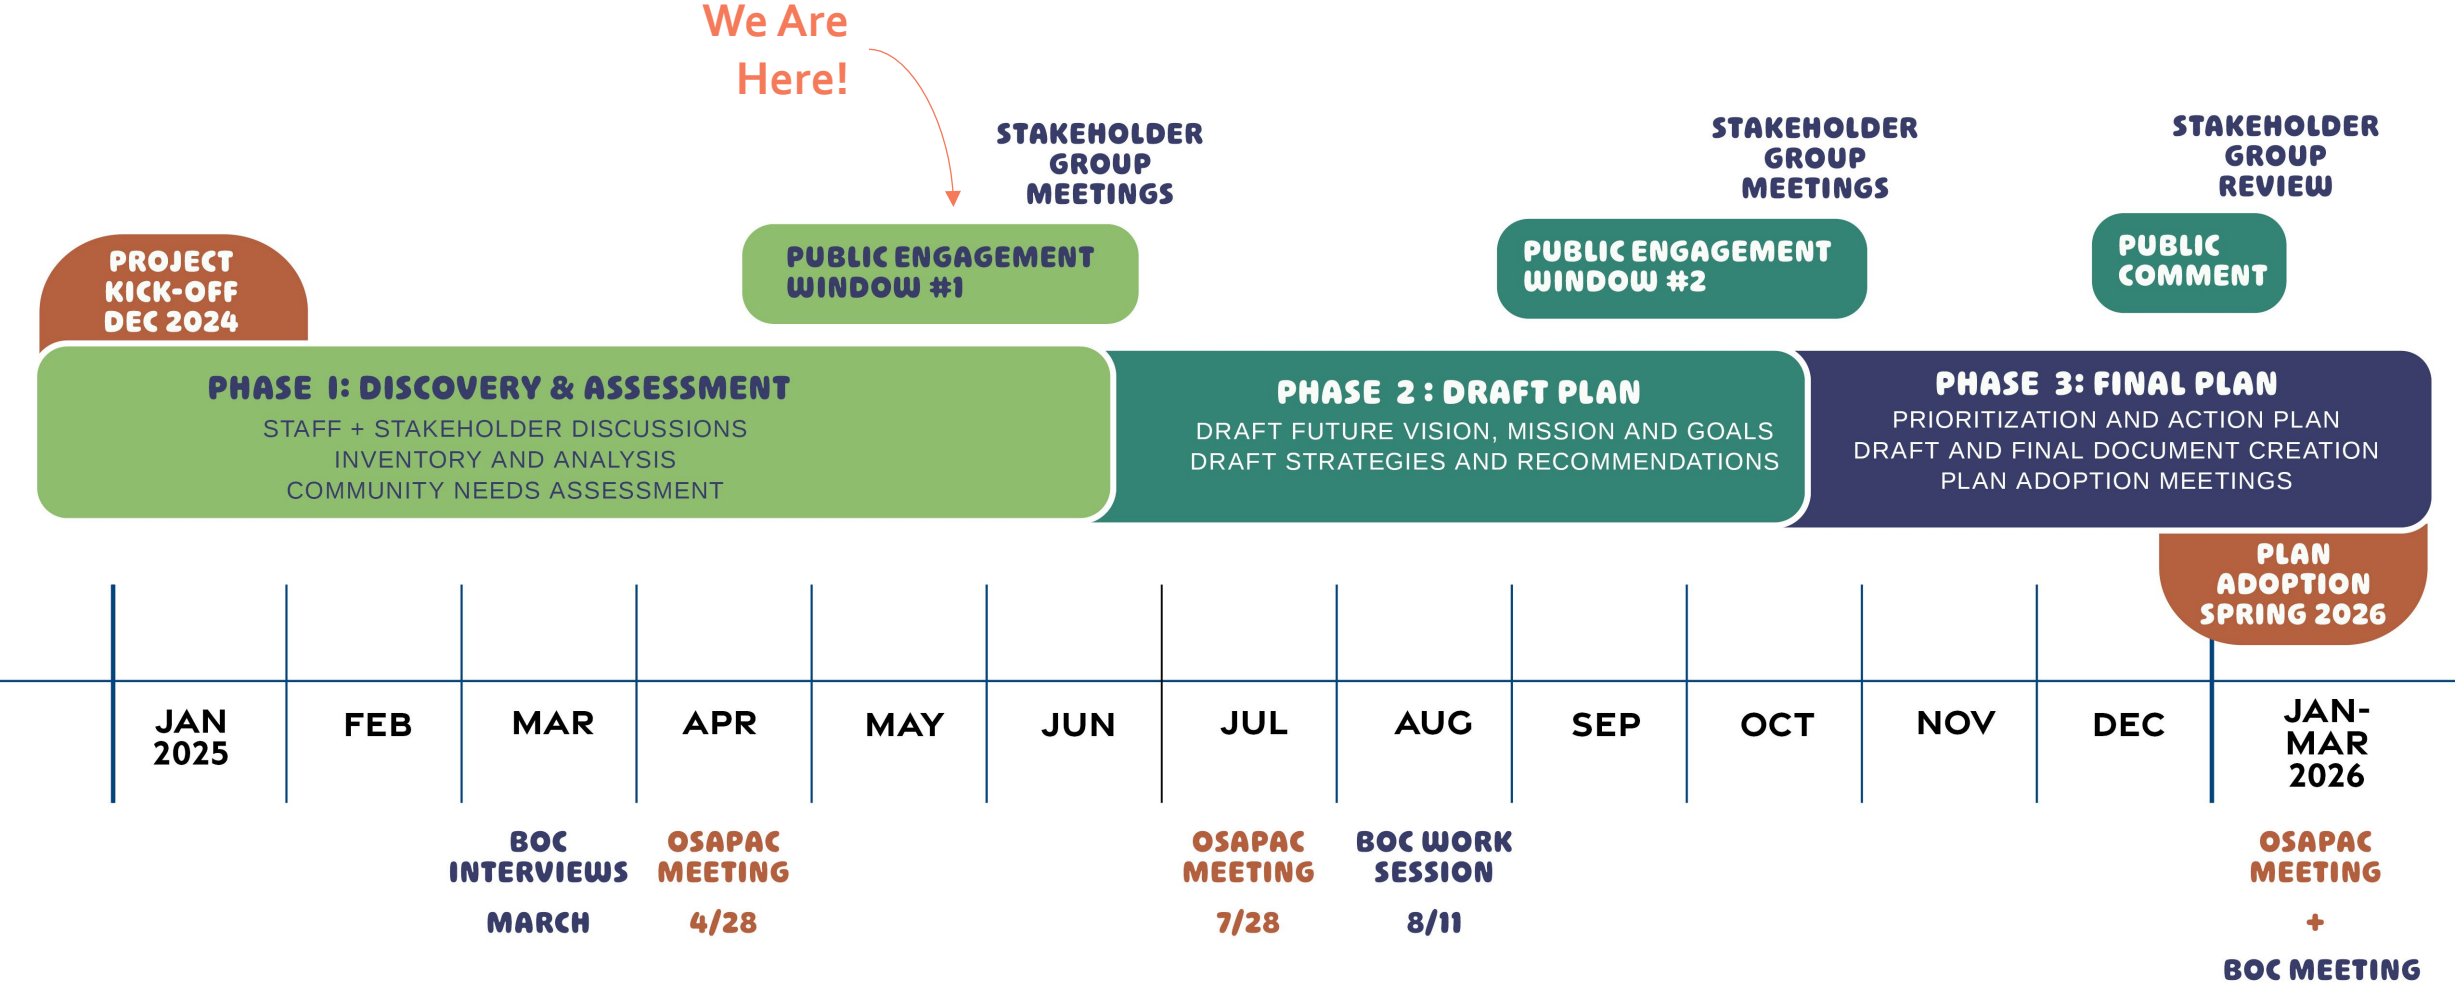 We Are
Here!
STAKEHOLDER
GROUP
MEETINGS
STAKEHOLDER
GROUP
MEETINGS
STAKEHOLDER
GROUP
REVIEW
PROJECT
KICK-OFF
DEC 2024
PUBLIC ENGAGEMENT
WINDOW #1
PUBLIC ENGAGEMENT
WINDOW #2
PUBLIC
COMMENT
PHASE 1: DISCOVERY & ASSESSMENT
STAFF + STAKEHOLDER DISCUSSIONS
INVENTORY AND ANALYSIS
COMMUNITY NEEDS ASSESSMENT
PHASE 2 : DRAFT PLAN
DRAFT FUTURE VISION, MISSION AND GOALS
DRAFT STRATEGIES AND RECOMMENDATIONS
PHASE 3: FINAL PLAN
PRIORITIZATION AND ACTION PLAN
DRAFT AND FINAL DOCUMENT CREATION
PLAN ADOPTION MEETINGS
PLAN
ADOPTION
SPRING 2026
JAN
2025
FEB
MAR
APR
MAY
JUN
JUL
AUG
SEP
OCT
NOV
DEC
JAN-
MAR
2026
BOC
INTERVIEWS
MARCH
OSAPAC
MEETING
4/28
OSAPAC
MEETING
7/28
BOC WORK
SESSION
8/11
OSAPAC
MEETING
+
BOC MEETING